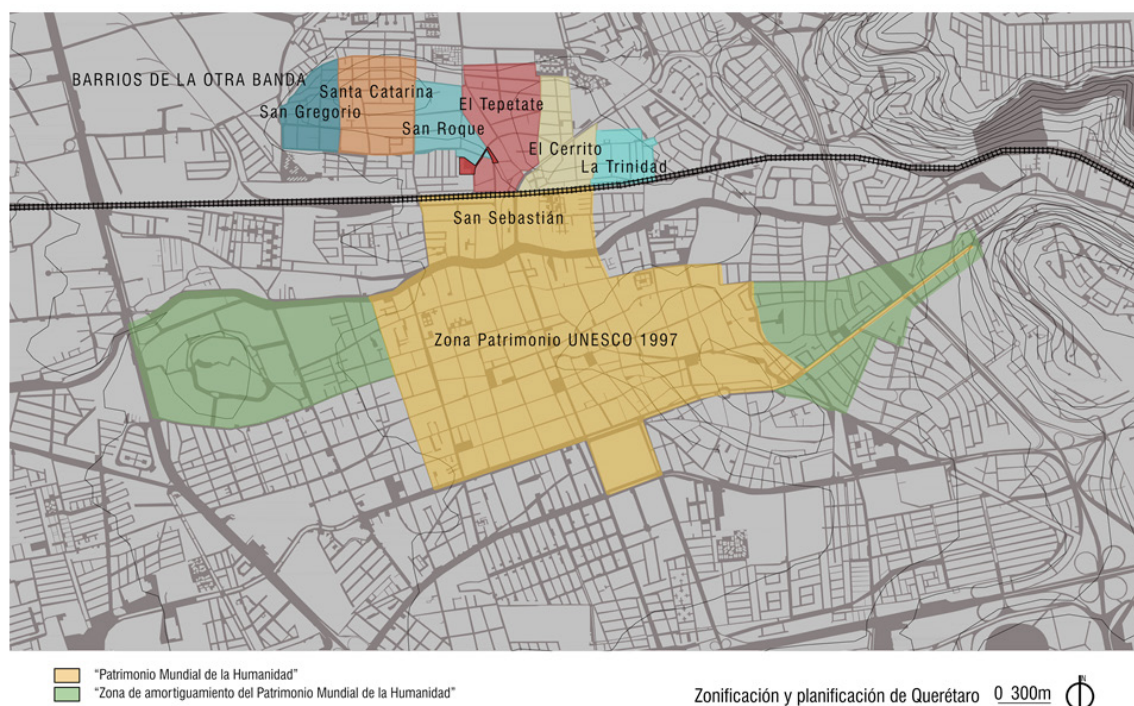 BARRIOS DE LA OTRA BANDA
Santa Catarina
San Gregorio
El Tepetate
San Roque
El Cerrito
La Trinidad
San Sebastián
Zona Patrimonio UNESCO 1997
"Patrimonio Mundial de la Humanidad"
"Zona de amortiguamiento del Patrimonio Mundial de la Humanidad"
Zonificación y planificación de Querétaro 0 300m
N